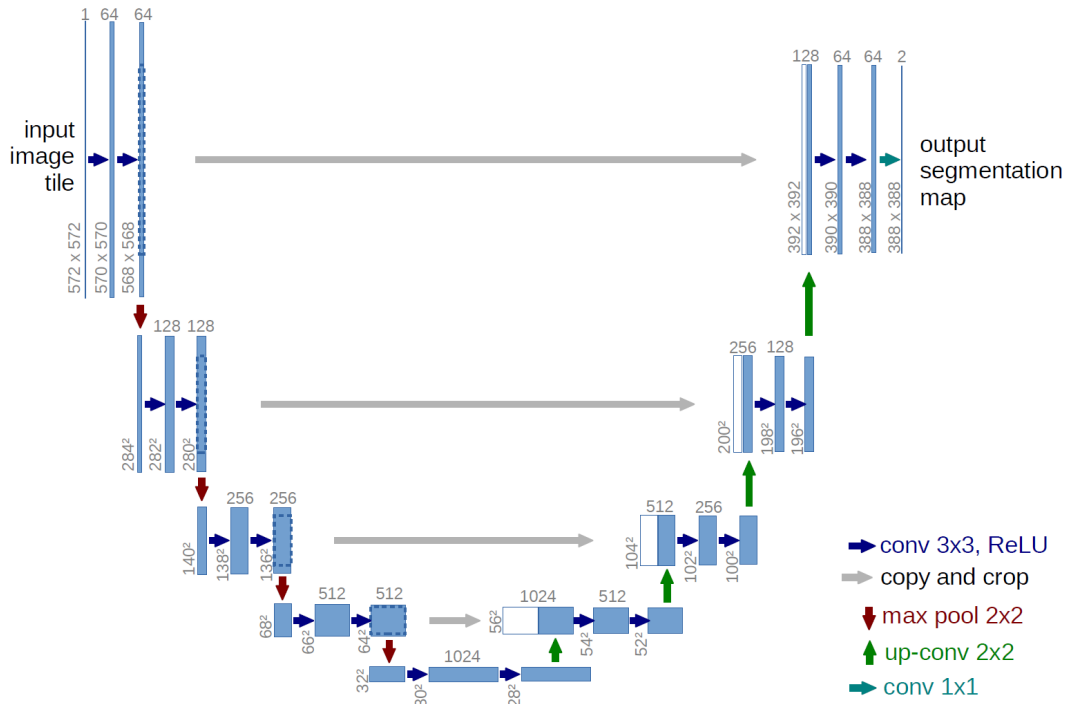 1 64 64
128 64 64 2
input
image
tile
output
segmentation
map
572 x 572
570 x 570
568 x 568
392 x 392
390 x 390
388 x 388
388 x 388
128 128
256 128
284²
282²
280²
200²
198²
196²
256 256
512 256
140²
138²
136²
104²
102²
100²
512 512
1024 512
68²
66²
64²
56²
54²
52²
1024
32²
28²
conv 3x3, ReLU
copy and crop
max pool 2x2
up-conv 2x2
conv 1x1